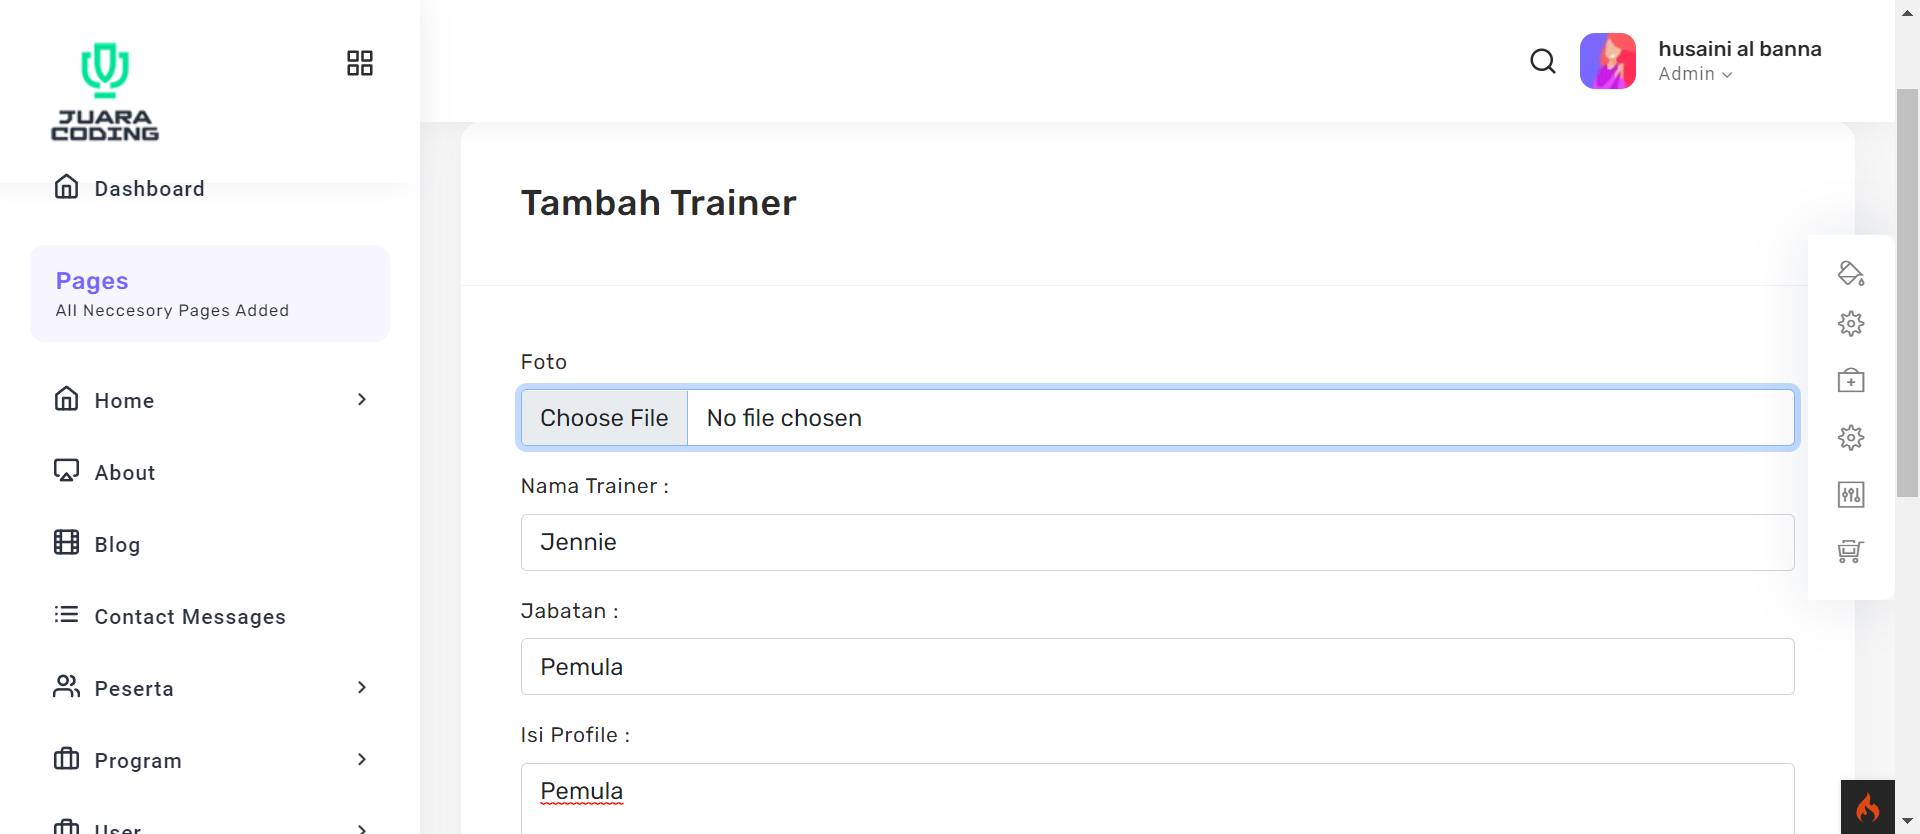 JUARA
CODING
husaini al banna
Admin
Dashboard
Pages
All Neccesory Pages Added
Home
About
Blog
Contact Messages
Peserta
Program
User
Tambah Trainer
Foto
Choose File No file chosen
Nama Trainer :
Jennie
Jabatan :
Pemula
Isi Profile :
Pemula